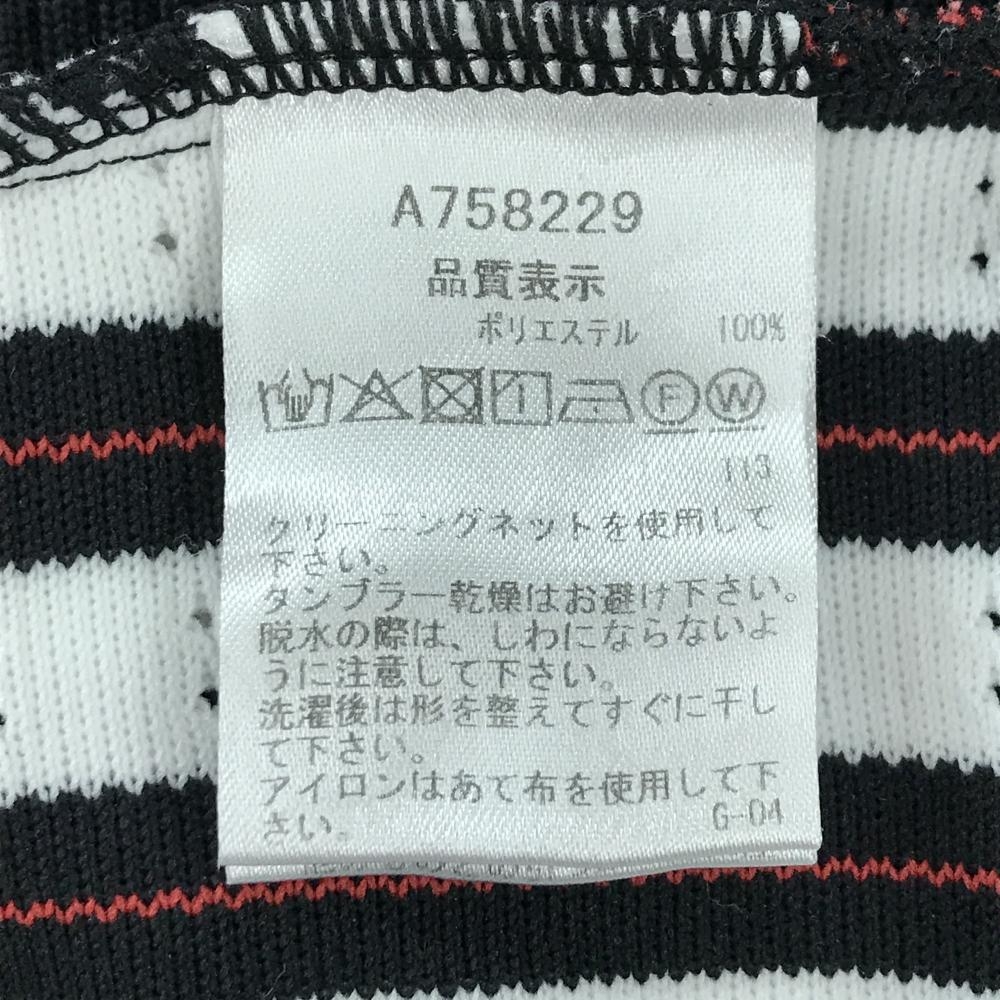 A758229
品質表示
ポリエステル 100%
F W
113
クリーニングネットを使用して
下さい。
タンブラー乾燥はお避け下さい。
脱水の際は、しわにならないよ
うに注意して下さい。
洗濯後は形を整えてすぐに干し
て下さい。
アイロンはあて布を使用して下
さい。
G-04